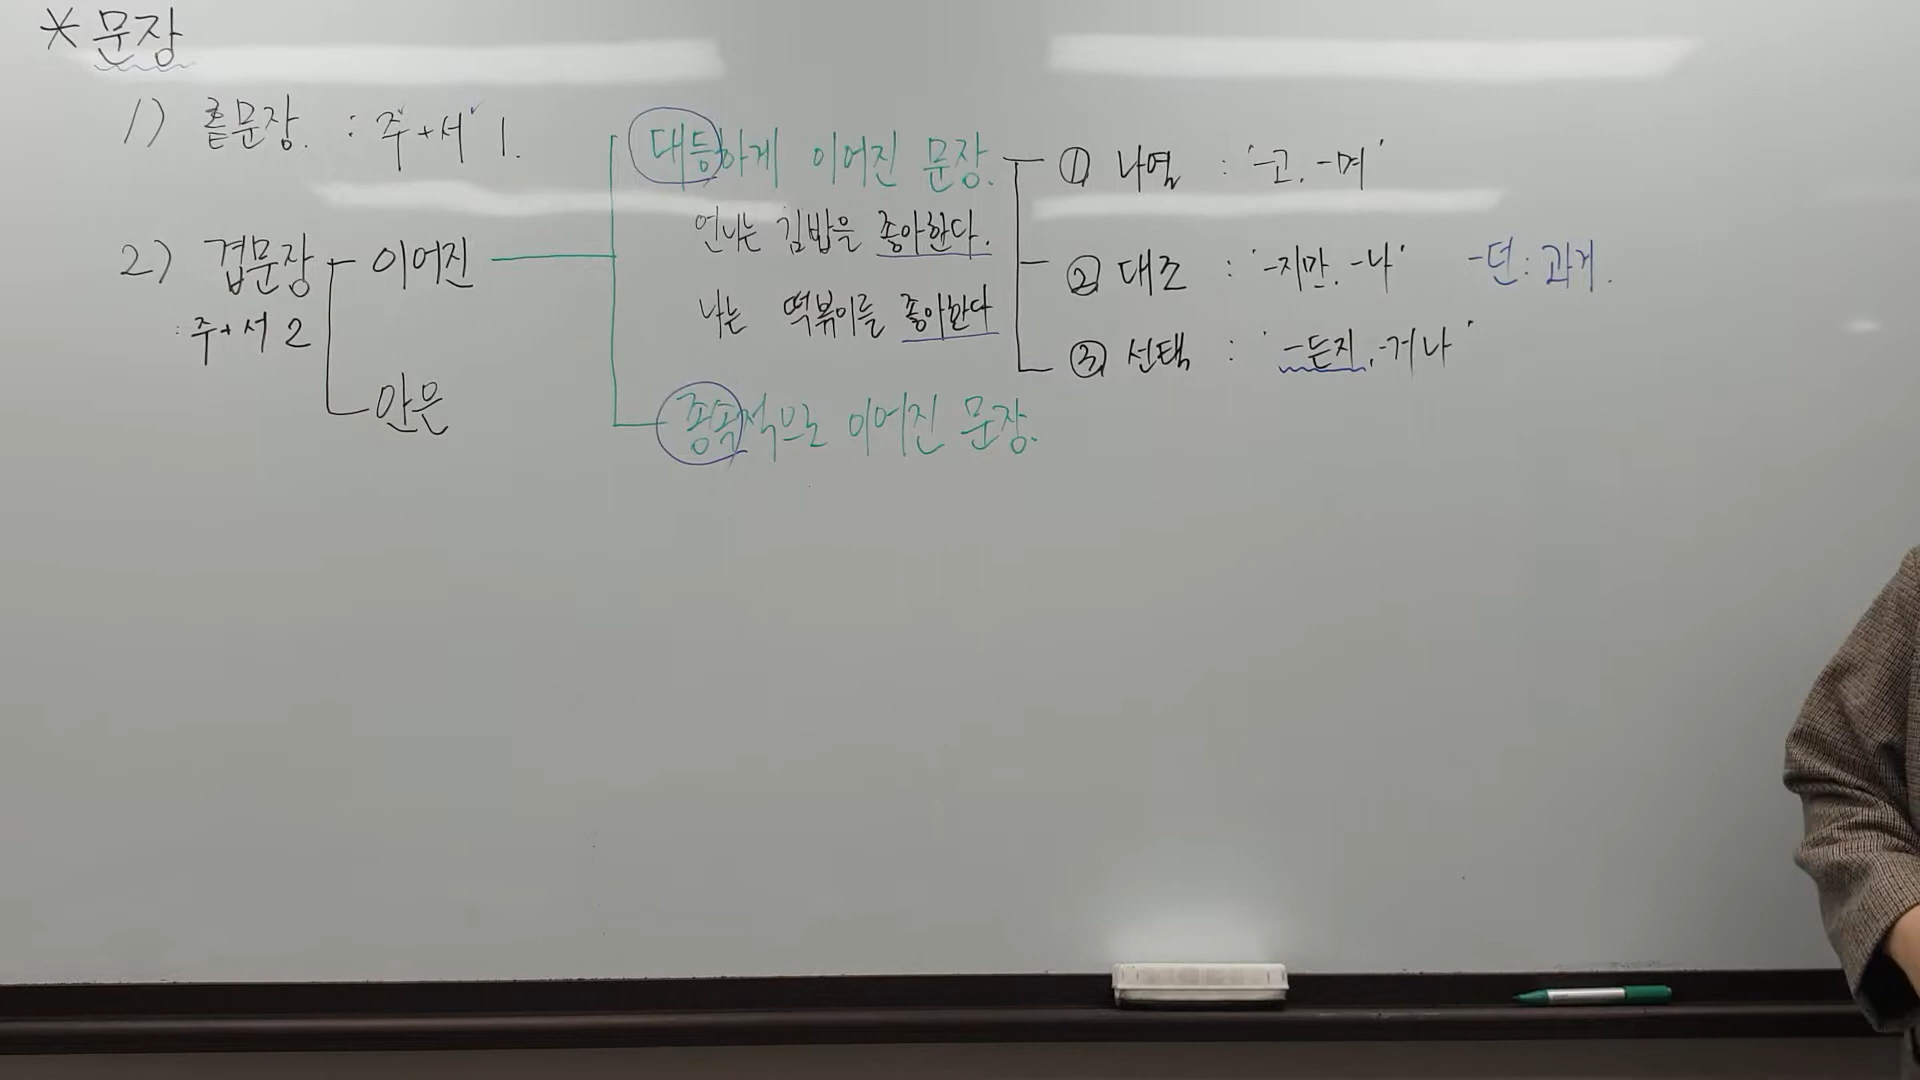 * 문장
1) 홑문장. : 주+서 1.
2) 겹문장
: 주+서 2
이어진
안은
대등하게 이어진 문장.
언니는 김밥을 좋아한다.
나는 떡볶이를 좋아한다
종속적으로 이어진 문장.
① 나열 : '-고, -며'
② 대조 : '-지만, -나'
-던 : 과거.
③ 선택 : '-든지, -거나'